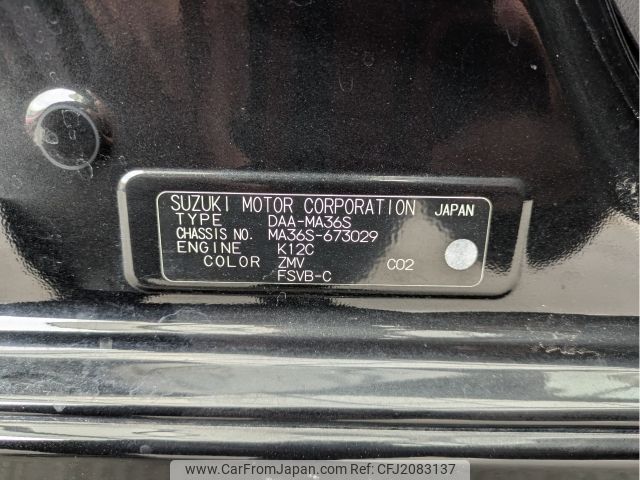 SUZUKI MOTOR CORPORATION JAPAN
TYPE DAA-MA36S
CHASSIS NO. MA36S-673029
ENGINE K12C
COLOR ZMV C02
FSVB-C
www.CarFromJapan.com | Ref: CFJ2083137